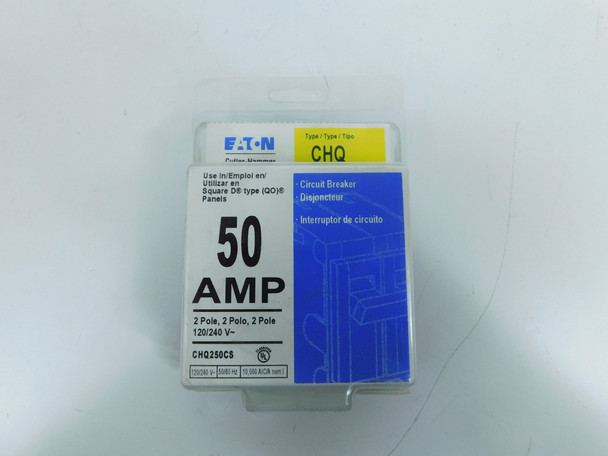 EATON
Cutler-Hammer
Type / Type / Tipo
CHQ
Use in/Emploi en/
Utilizar en
Square D® type (QO)®
Panels
50
AMP
2 Pole, 2 Polo, 2 Pole
120/240 V~
CHQ250CS
120/240 V~ 50/60 Hz 10,000 AIC/A nom I
· Circuit Breaker
· Disjoncteur
· Interruptor de circuito